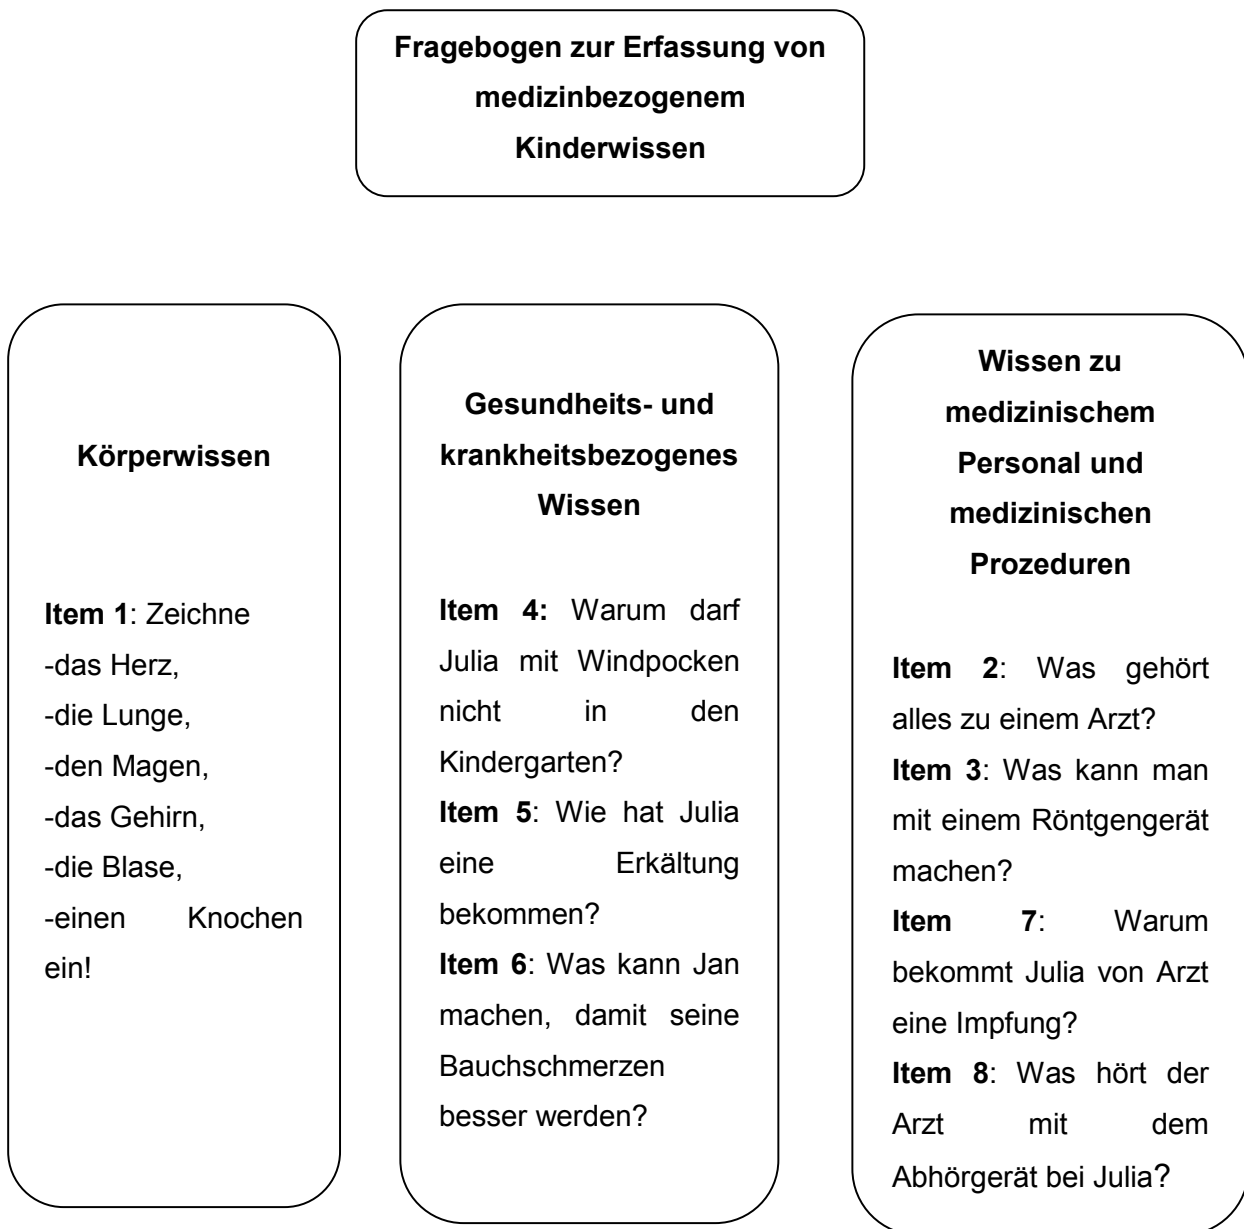 Fragebogen zur Erfassung von
medizinbezogenem
Kinderwissen
Körperwissen
Item 1: Zeichne
-das Herz,
-die Lunge,
-den Magen,
-das Gehirn,
-die Blase,
-einen Knochen
ein!
Gesundheits- und
krankheitsbezogenes
Wissen
Item 4: Warum darf
Julia mit Windpocken
nicht in den
Kindergarten?
Item 5: Wie hat Julia
eine Erkältung
bekommen?
Item 6: Was kann Jan
machen, damit seine
Bauchschmerzen
besser werden?
Wissen zu
medizinischem
Personal und
medizinischen
Prozeduren
Item 2: Was gehört
alles zu einem Arzt?
Item 3: Was kann man
mit einem Röntgengerät
machen?
Item 7: Warum
bekommt Julia von Arzt
eine Impfung?
Item 8: Was hört der
Arzt mit dem
Abhörgerät bei Julia?